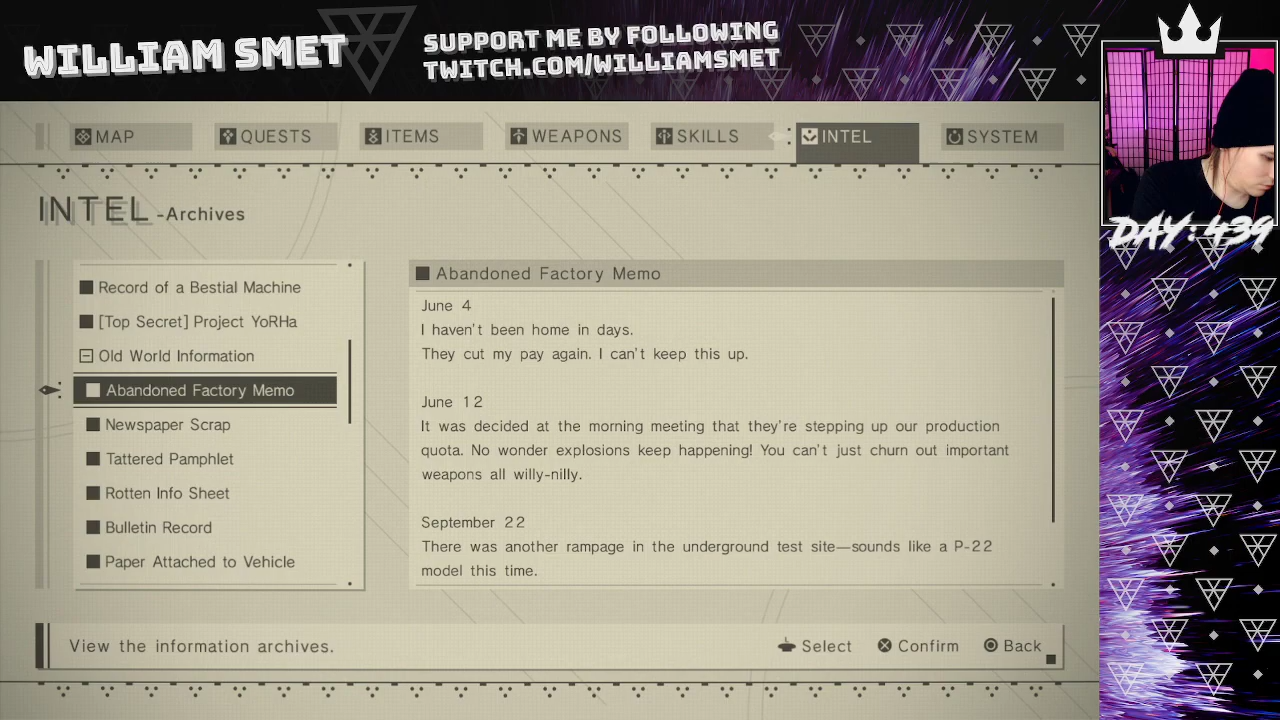 WILLIAM SMET
SUPPORT ME BY FOLLOWING
TWITCH.COM/WILLIAMSMET
MAP
QUESTS
ITEMS
WEAPONS
SKILLS
INTEL
SYSTEM
DAY: 439
INTEL -Archives
Record of a Bestial Machine
[Top Secret] Project YoRHa
Old World Information
Abandoned Factory Memo
Newspaper Scrap
Tattered Pamphlet
Rotten Info Sheet
Bulletin Record
Paper Attached to Vehicle
Abandoned Factory Memo
June 4
I haven't been home in days.
They cut my pay again. I can't keep this up.
June 12
It was decided at the morning meeting that they're stepping up our production
quota. No wonder explosions keep happening! You can't just churn out important
weapons all willy-nilly.
September 22
There was another rampage in the underground test site—sounds like a P-22
model this time.
View the information archives.
Select
Confirm
Back